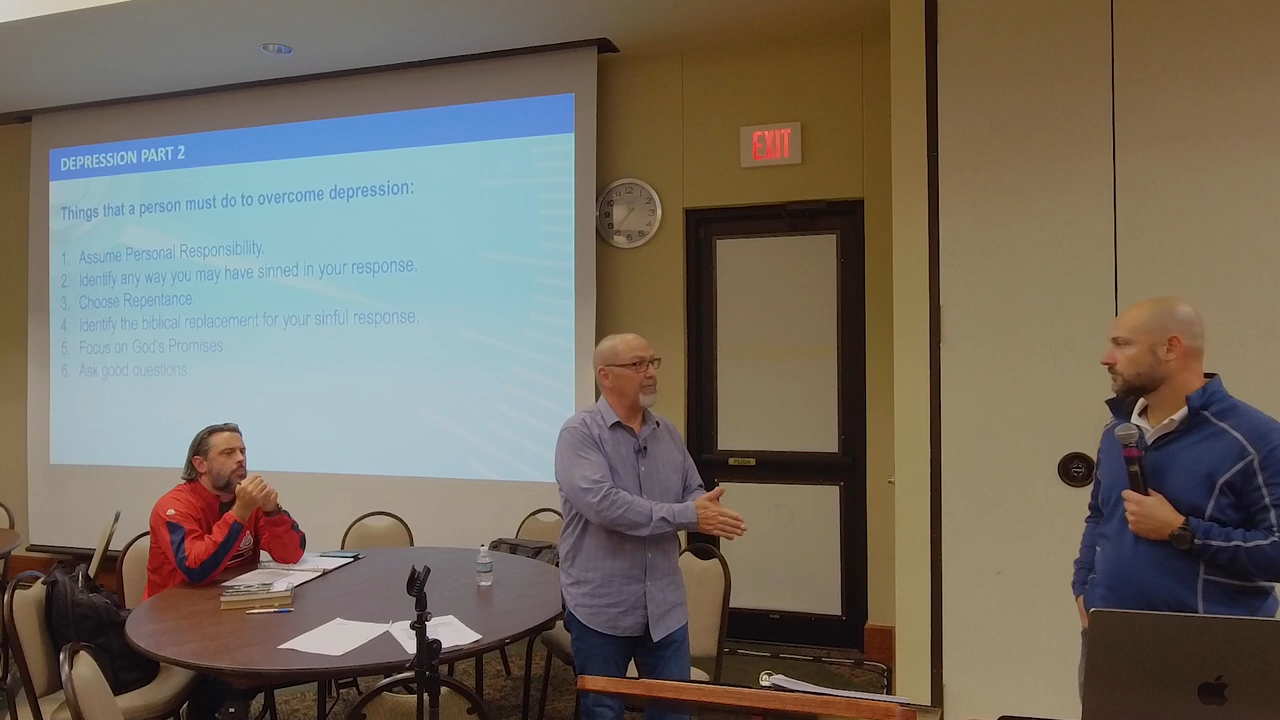 DEPRESSION PART 2
Things that a person must do to overcome depression:
1. Assume Personal Responsibility.
2. Identify any way you may have sinned in your response.
3. Choose Repentance.
4. Identify the biblical replacement for your sinful response.
5. Focus on God's Promises.
6. Ask good questions.
EXIT
PUSH